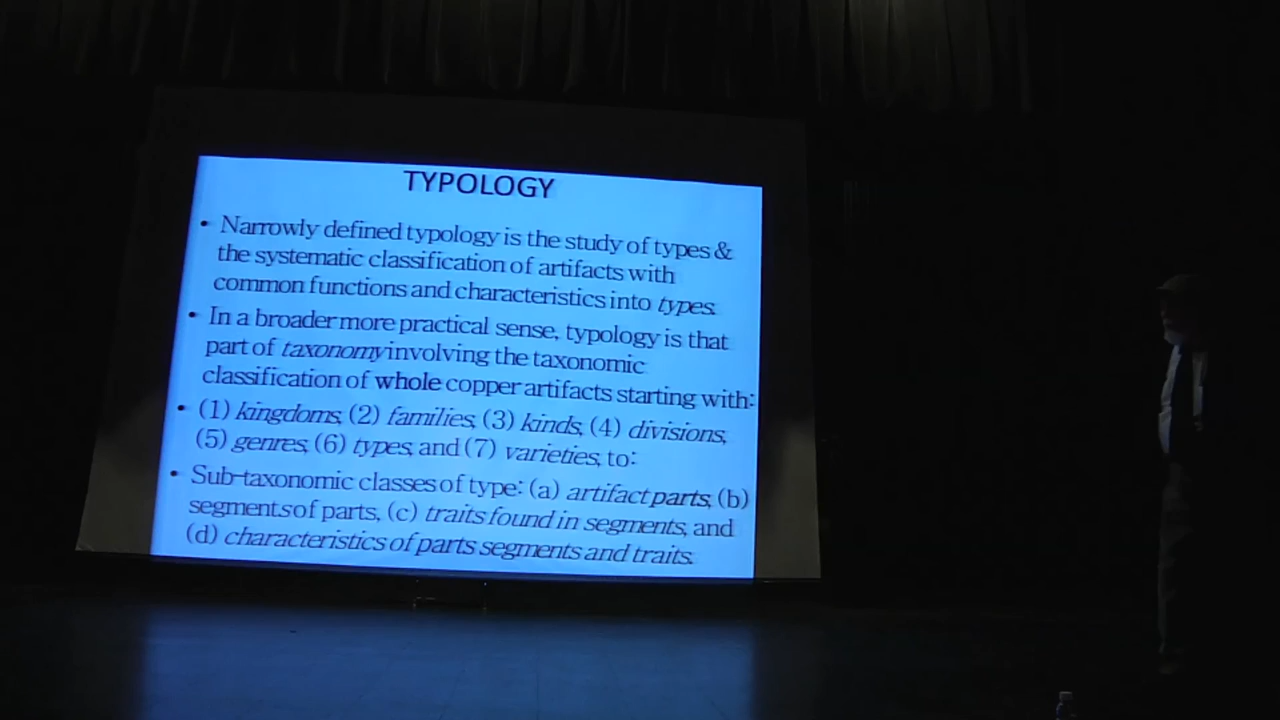 TYPOLOGY
• Narrowly defined typology is the study of types &
the systematic classification of artifacts with
common functions and characteristics into types.
• In a broader more practical sense, typology is that
part of taxonomy involving the taxonomic
classification of whole copper artifacts starting with:
• (1) kingdoms, (2) families, (3) kinds, (4) divisions,
(5) genres, (6) types, and (7) varieties, to:
• Sub-taxonomic classes of type: (a) artifact parts, (b)
segments of parts, (c) traits found in segments, and
(d) characteristics of parts segments and traits.